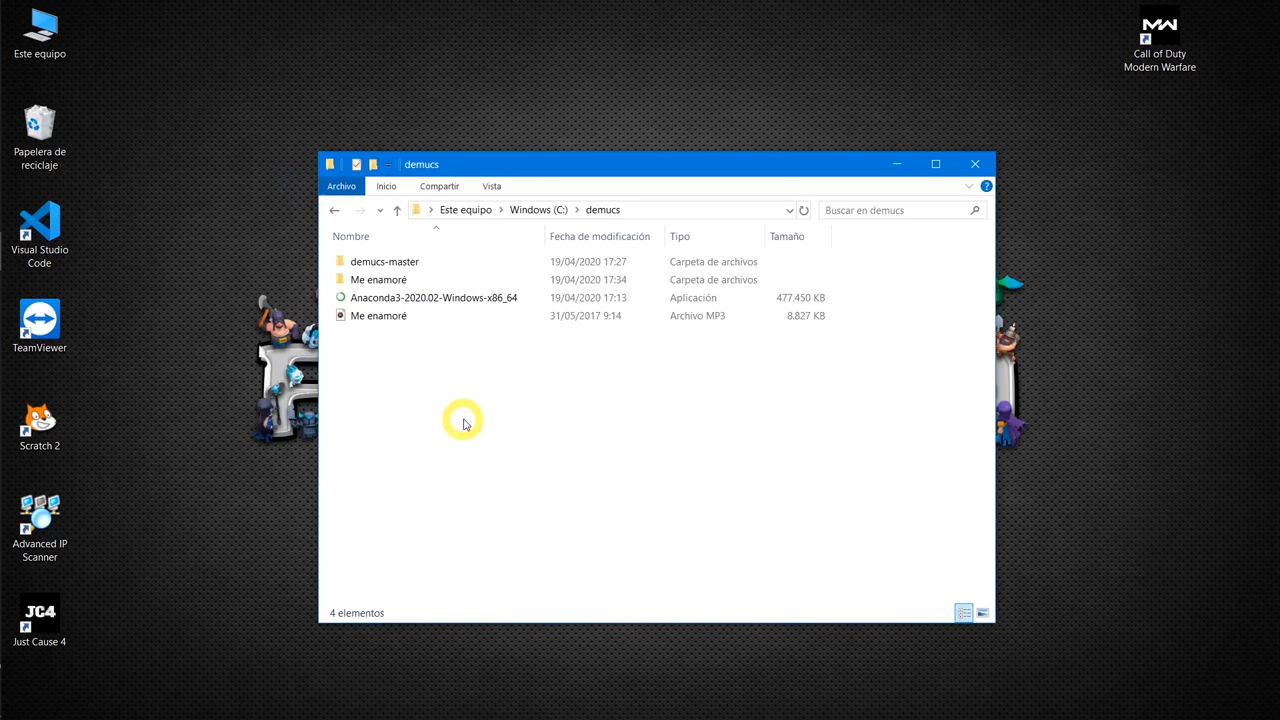 Este equipo
Papelera de
reciclaje
Visual Studio
Code
TeamViewer
Scratch 2
Advanced IP
Scanner
JC4
Just Cause 4
MW
Call of Duty
Modern Warfare
demucs
Archivo Inicio Compartir Vista
Este equipo Windows (C:) demucs Buscar en demucs
Nombre Fecha de modificación Tipo Tamaño
demucs-master 19/04/2020 17:27 Carpeta de archivos
Me enamoré 19/04/2020 17:34 Carpeta de archivos
Anaconda3-2020.02-Windows-x86_64 19/04/2020 17:13 Aplicación 477.450 KB
Me enamoré 31/05/2017 9:14 Archivo MP3 8.827 KB
4 elementos